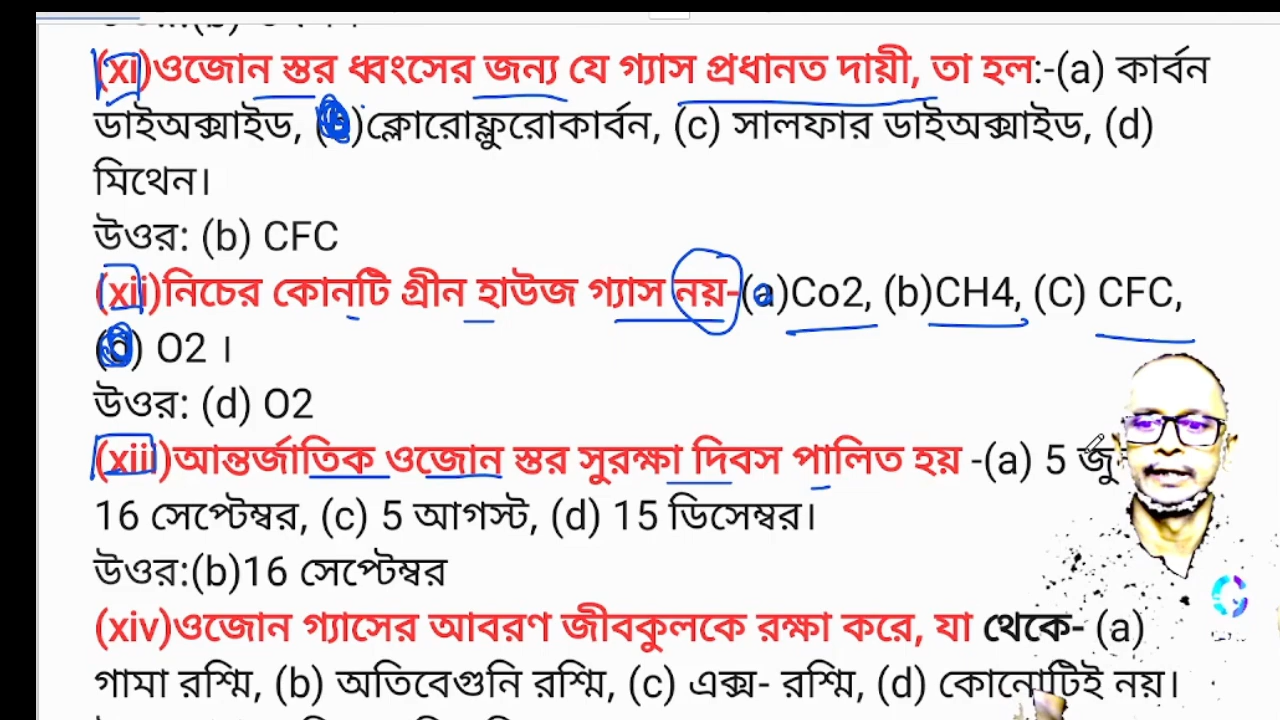 (xi)ওজোন স্তর ধ্বংসের জন্য যে গ্যাস প্রধানত দায়ী, তা হল:-(a) কার্বন
ডাইঅক্সাইড, (b)ক্লোরোফ্লুরোকার্বন, (c) সালফার ডাইঅক্সাইড, (d)
মিথেন।
উওর: (b) CFC
(xii)নিচের কোনটি গ্রীন হাউজ গ্যাস নয়-(a)Co2, (b)CH4, (C) CFC,
(d) O2 ।
উওর: (d) O2
(xiii)আন্তর্জাতিক ওজোন স্তর সুরক্ষা দিবস পালিত হয় -(a) 5
16 সেপ্টেম্বর, (c) 5 আগস্ট, (d) 15 ডিসেম্বর।
উওর:(b)16 সেপ্টেম্বর
(xiv)ওজোন গ্যাসের আবরণ জীবকুলকে রক্ষা করে, যা থেকে- (a)
গামা রশ্মি, (b) অতিবেগুনি রশ্মি, (c) এক্স- রশ্মি, (d) কোনোটিই নয়।